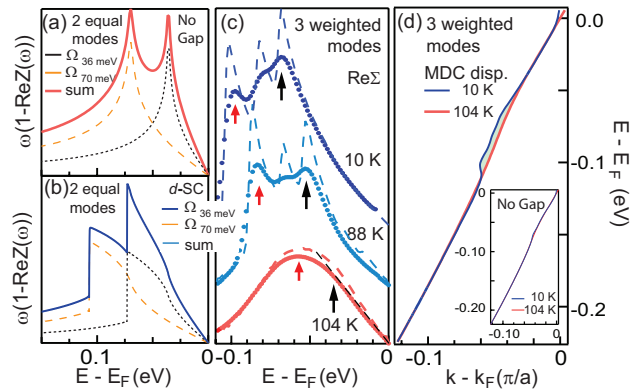 (a)
2 equal modes
No Gap
Ω 36 meV
Ω 70 meV
sum
ω(1-ReZ(ω))
(b)
2 equal modes
d-SC
Ω 36 meV
Ω 70 meV
sum
ω(1-ReZ(ω))
0.1
0
E - EF (eV)
(c)
3 weighted modes
ReΣ
10 K
88 K
104 K
-0.1
0
E - EF (eV)
(d)
3 weighted modes
MDC disp.
10 K
104 K
0.0
-0.1
-0.2
E - EF (eV)
No Gap
0
-0.10
-0.20
10 K
104 K
-0.10
0
-0.1
0
k - kF(π/a)